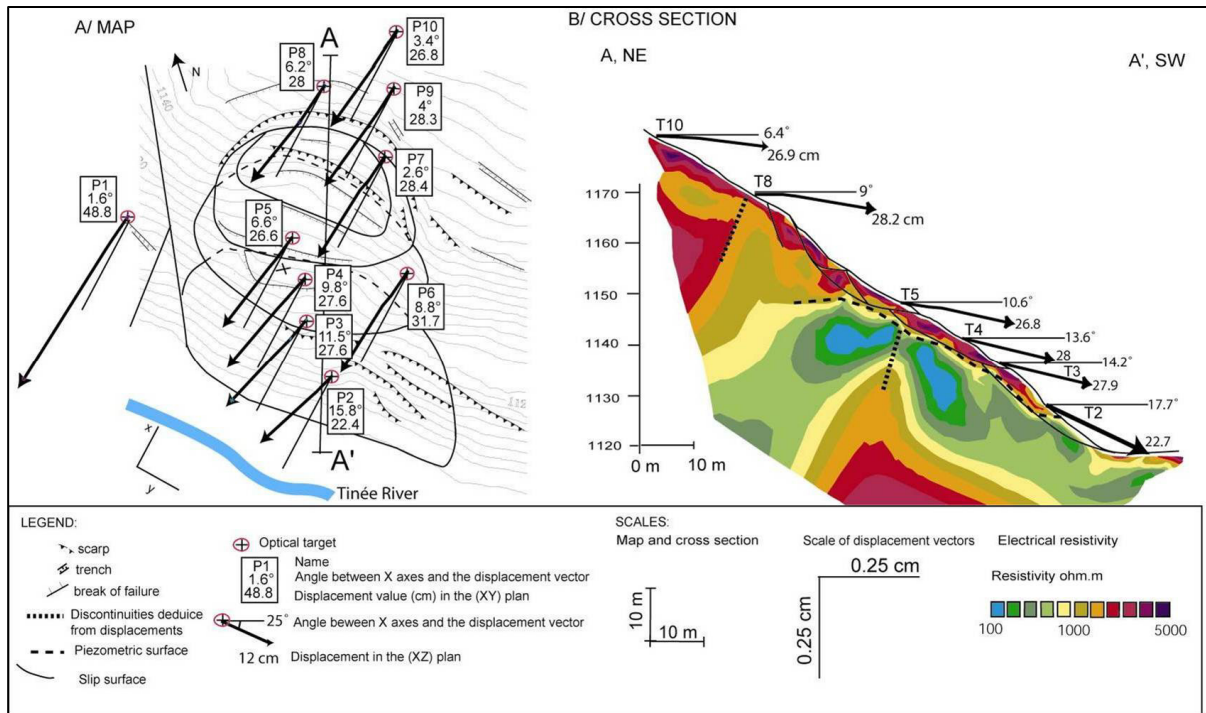 A/ MAP
B/ CROSS SECTION
A, NE
A', SW
N
1140
A
P10
3.4°
26.8
P8
6.2°
28
P9
4°
28.3
P7
2.6°
28.4
P1
1.6°
48.8
P5
6.6°
26.6
P4
9.8°
27.6
P6
8.8°
31.7
P3
11.5°
27.6
P2
15.8°
22.4
A'
x
y
Tinée River
T10
6.4°
26.9 cm
T8
9°
28.2 cm
T5
10.6°
26.8
T4
13.6°
28
T3
14.2°
27.9
T2
17.7°
22.7
1170
1160
1150
1140
1130
1120
0 m
10 m
LEGEND:
scarp
trench
break of failure
Discontinuities deduce
from displacements
Piezometric surface
Slip surface
Optical target
P1
1.6°
48.8
Name
Angle between X axes and the displacement vector
Displacement value (cm) in the (XY) plan
25°
Angle beween X axes and the displacement vector
12 cm
Displacement in the (XZ) plan
SCALES:
Map and cross section
10 m
10 m
Scale of displacement vectors
0.25 cm
0.25 cm
Electrical resistivity
Resistivity ohm.m
100
1000
5000